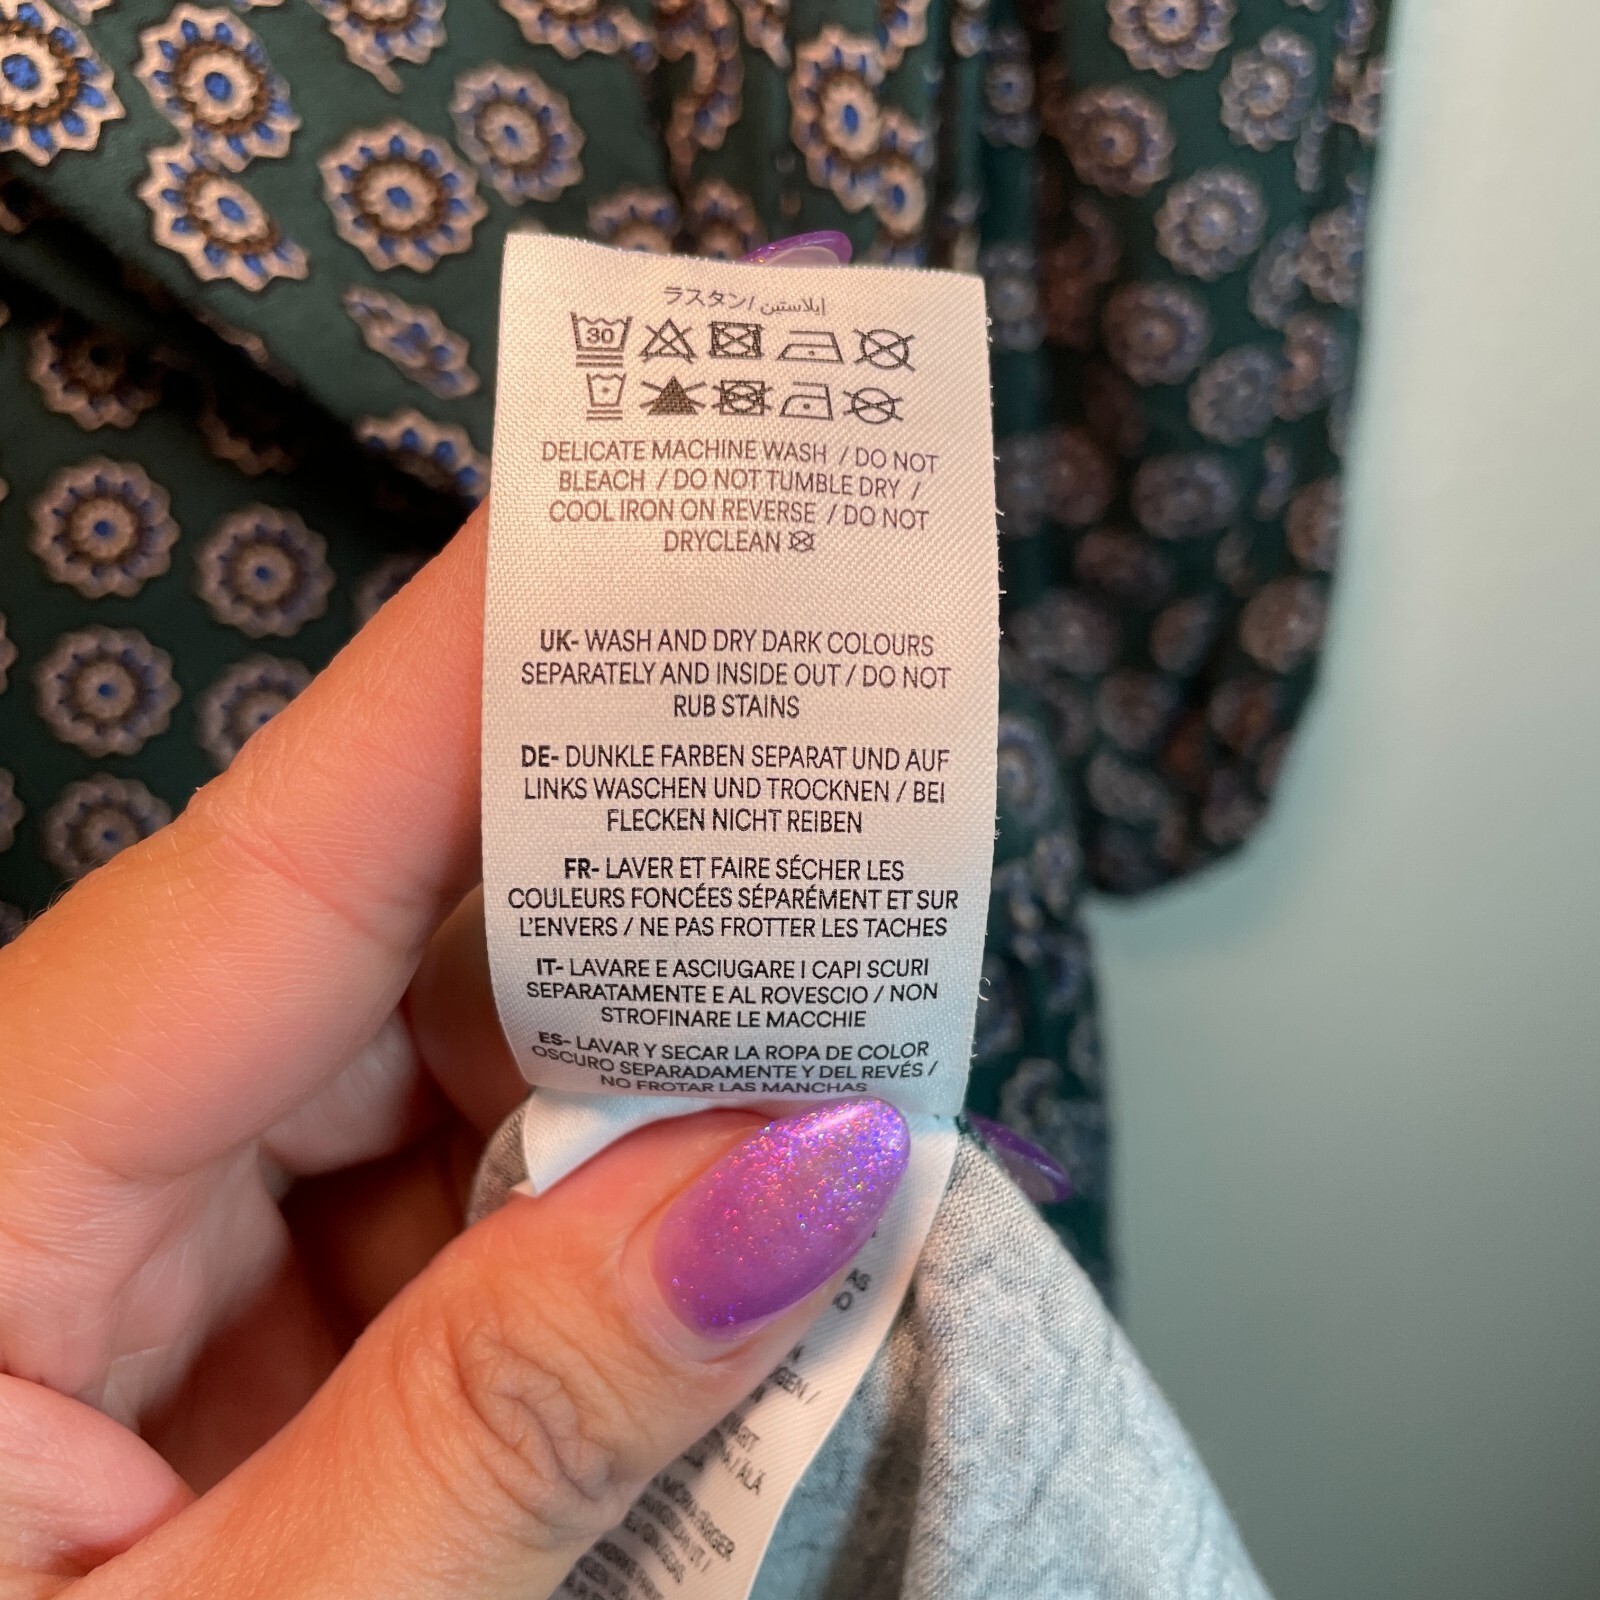 ラスタン/ إيلاستين
30
DELICATE MACHINE WASH / DO NOT
BLEACH / DO NOT TUMBLE DRY /
COOL IRON ON REVERSE / DO NOT
DRYCLEAN
UK- WASH AND DRY DARK COLOURS
SEPARATELY AND INSIDE OUT / DO NOT
RUB STAINS
DE- DUNKLE FARBEN SEPARAT UND AUF
LINKS WASCHEN UND TROCKNEN / BEI
FLECKEN NICHT REIBEN
FR- LAVER ET FAIRE SÉCHER LES
COULEURS FONCÉES SÉPARÉMENT ET SUR
L'ENVERS / NE PAS FROTTER LES TACHES
IT- LAVARE E ASCIUGARE I CAPI SCURI
SEPARATAMENTE E AL ROVESCIO / NON
STROFINARE LE MACCHIE
ES- LAVAR Y SECAR LA ROPA DE COLOR
OSCURO SEPARADAMENTE Y DEL REVÉS /
NO FROTAR LAS MANCHAS